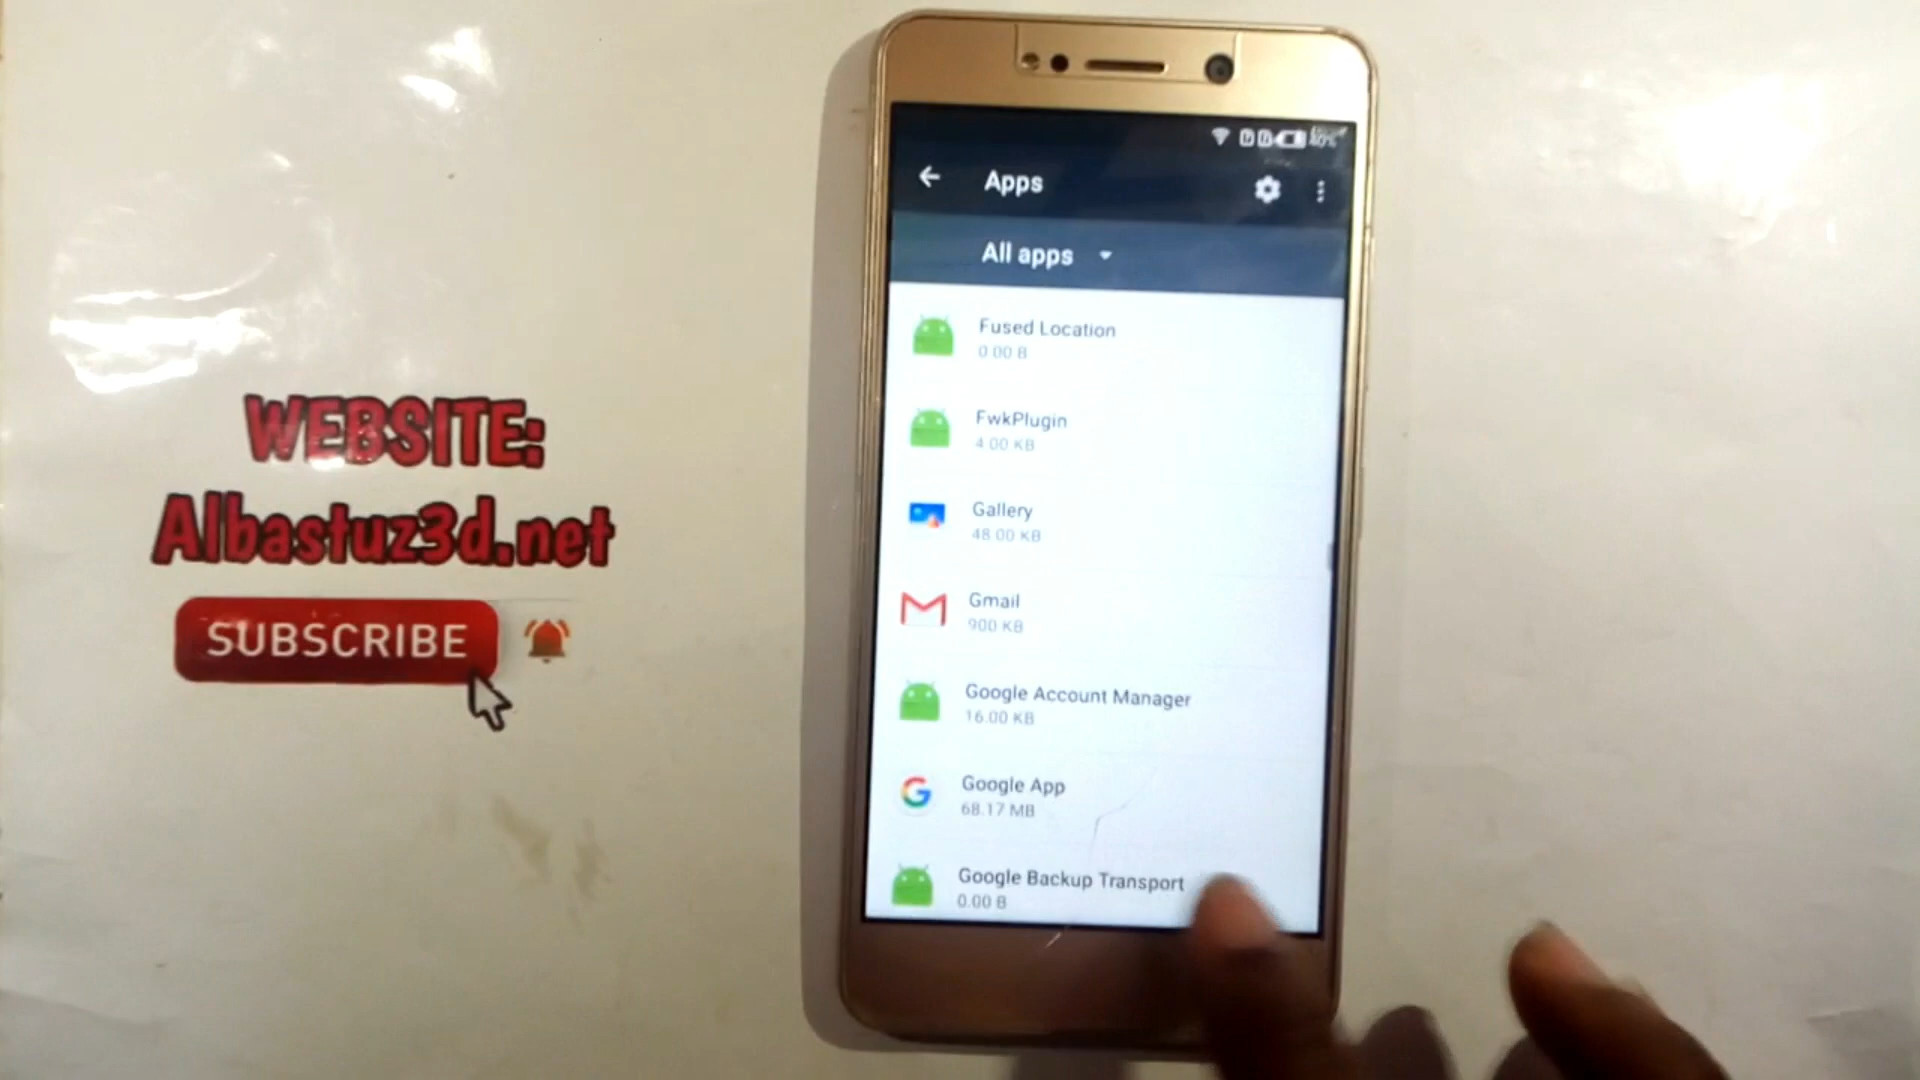 WEBSITE:
Albastuz3d.net
SUBSCRIBE
40%
Apps
All apps
Fused Location
0.00 B
FwkPlugin
4.00 KB
Gallery
48.00 KB
Gmail
900 KB
Google Account Manager
16.00 KB
Google App
68.17 MB
Google Backup Transport
0.00 B